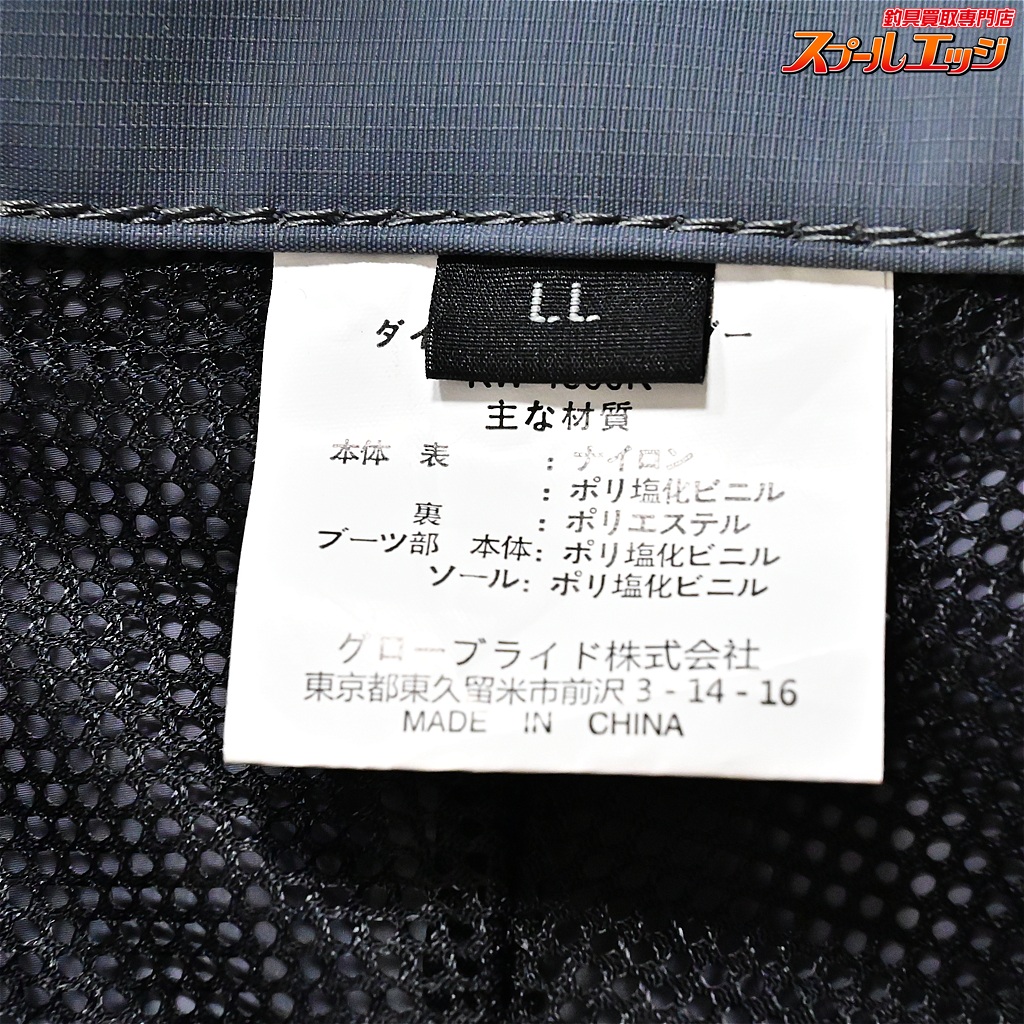 釣具買取専門店
スプールエッジ
LL
主な材質
本体 表 : ナイロン
: ポリ塩化ビニル
裏 : ポリエステル
ブーツ部 本体: ポリ塩化ビニル
ソール: ポリ塩化ビニル
グローブライド株式会社
東京都東久留米市前沢 3 - 14 - 16
MADE IN CHINA